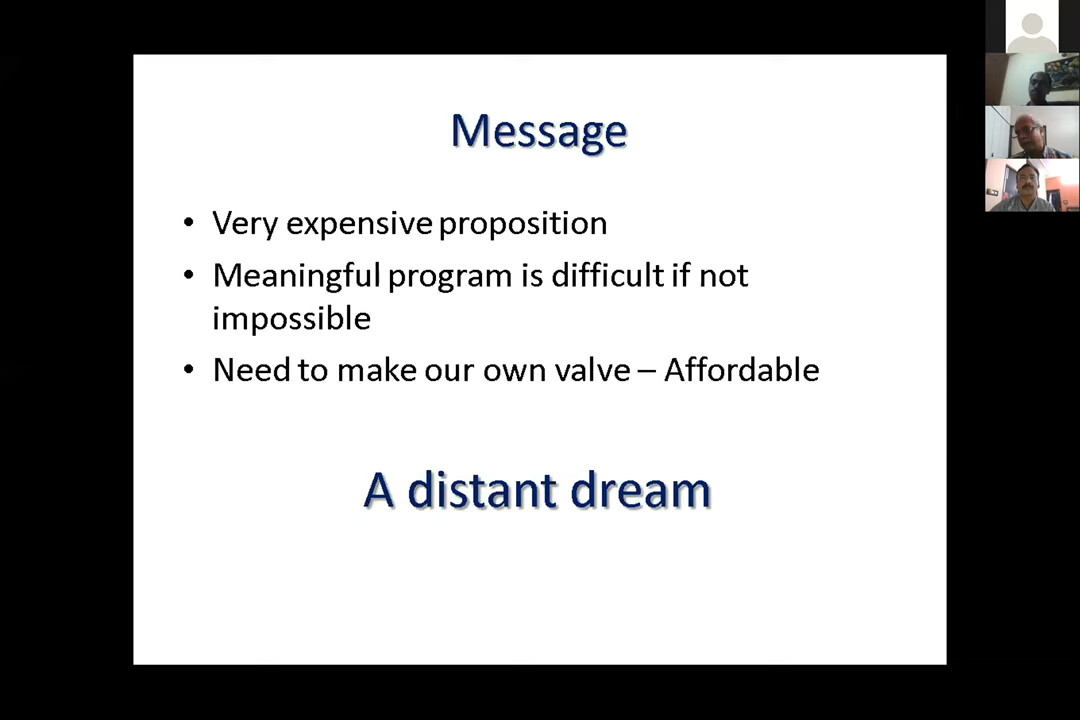 Message
• Very expensive proposition
• Meaningful program is difficult if not
impossible
• Need to make our own valve – Affordable
A distant dream